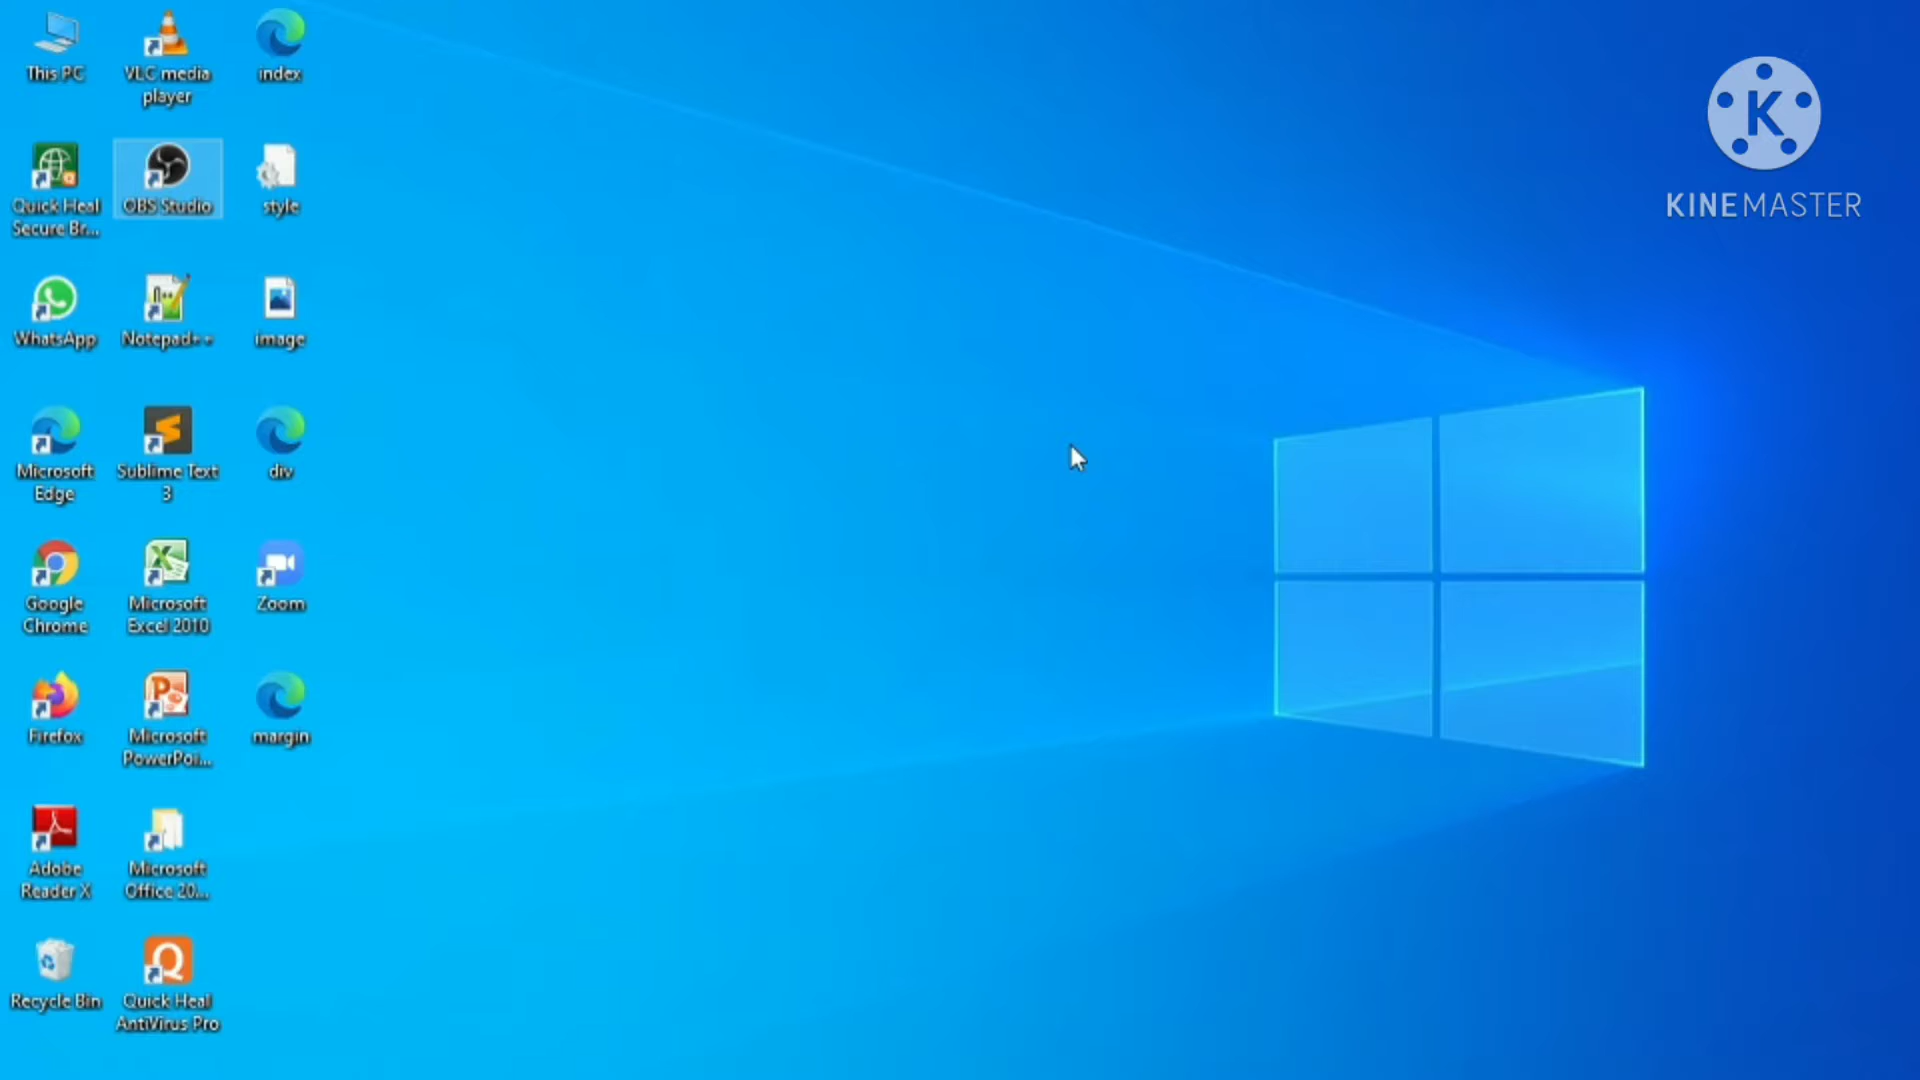 This PC
VLC media
player
index
Quick Heal
Secure Br...
OBS Studio
style
WhatsApp
Notepad++
image
Microsoft
Edge
Sublime Text
3
div
Google
Chrome
Microsoft
Excel 2010
Zoom
Firefox
Microsoft
PowerPoi...
margin
Adobe
Reader X
Microsoft
Office 20...
Recycle Bin
Quick Heal
AntiVirus Pro
K
KINEMASTER